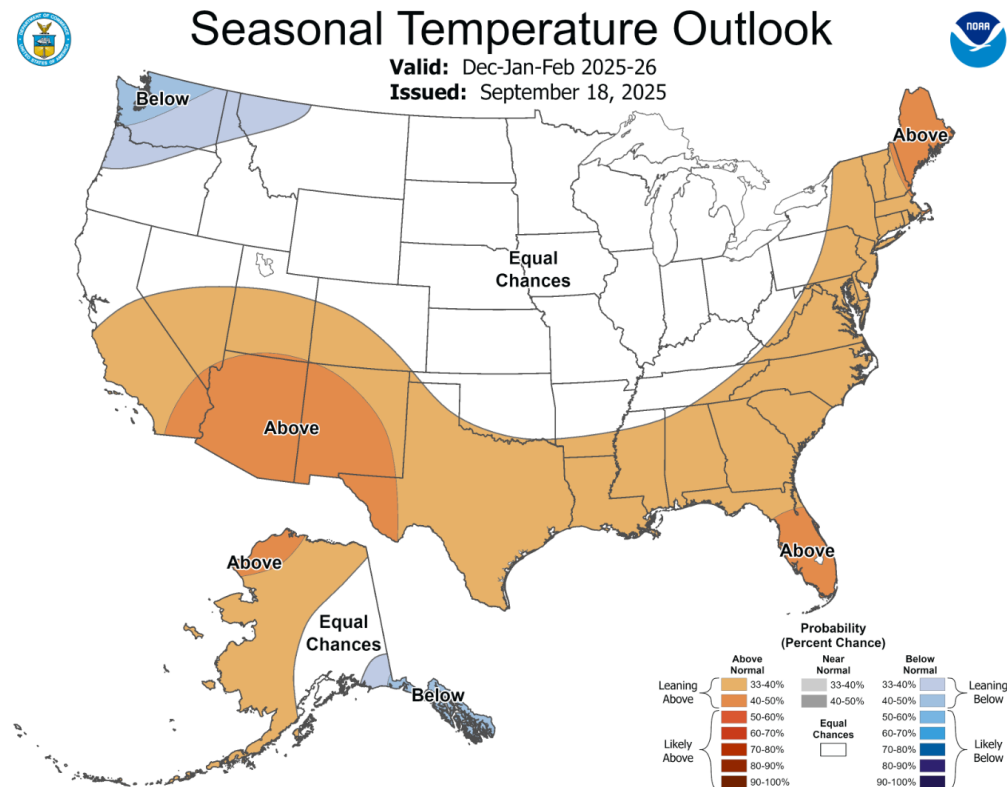 Seasonal Temperature Outlook
Valid: Dec-Jan-Feb 2025-26
Issued: September 18, 2025
NOAA
Below
Above
Equal
Chances
Above
Above
Above
Equal
Chances
Below
Probability
(Percent Chance)
Above
Normal
Near
Normal
Below
Normal
Leaning
Above
33-40%
40-50%
Likely
Above
50-60%
60-70%
70-80%
80-90%
90-100%
33-40%
40-50%
Equal
Chances
33-40%
40-50%
Leaning
Below
50-60%
60-70%
70-80%
80-90%
90-100%
Likely
Below